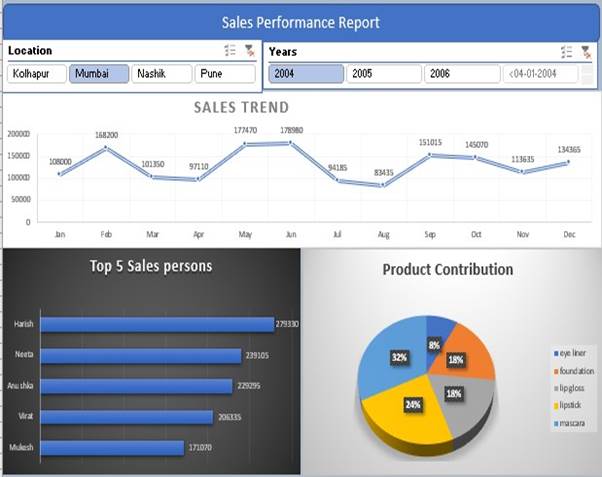 Sales Performance Report
Location
Kolhapur Mumbai Nashik Pune
Years
2004 2005 2006 <04-01-2004
SALES TREND
200000
150000
100000
50000
0
108000 168200 101350 97110 177470 178980 94185 83435 151015 145070 113635 134365
Jan Feb Mar Apr May Jun Jul Aug Sep Oct Nov Dec
Top 5 Sales persons
Harish 279330
Neeta 239105
Anushka 229295
Virat 206335
Mukesh 171070
Product Contribution
8%
18%
18%
24%
32%
eye liner
foundation
lip gloss
lipstick
mascara